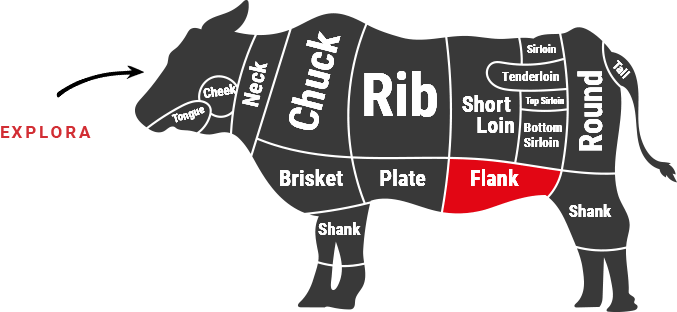 EXPLORA
Cheek
Tongue
Neck
Chuck
Rib
Short
Loin
Sirloin
Tenderloin
Top Sirloin
Bottom
Sirloin
Round
Tail
Brisket
Plate
Flank
Shank
Shank